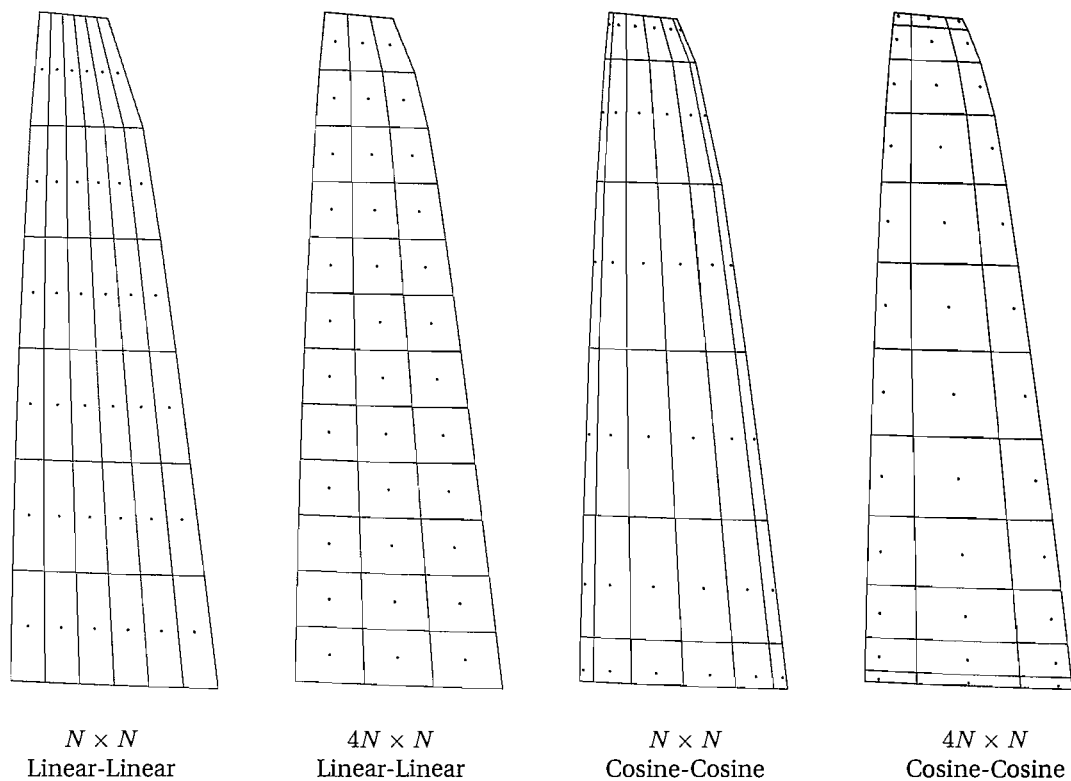 N × N
Linear-Linear
4N × N
Linear-Linear
N × N
Cosine-Cosine
4N × N
Cosine-Cosine